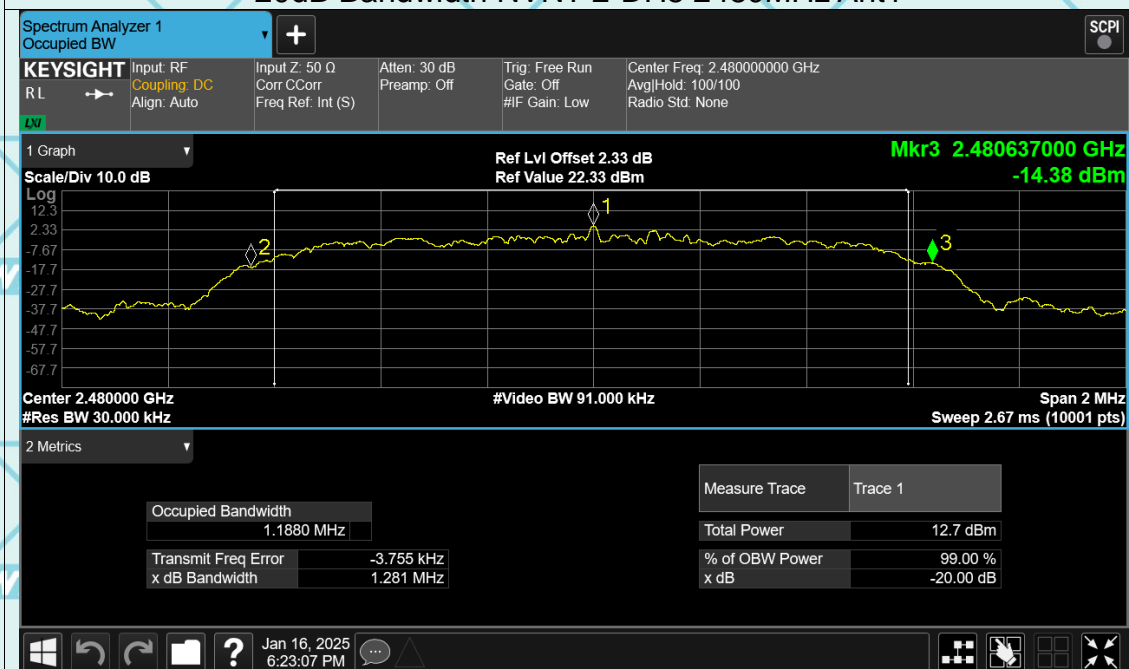 20dB Bandwidth NVNT 2-DH5 2480MHz Ant1
Spectrum Analyzer 1
Occupied BW
+
SCPI
KEYSIGHT
R L
LXI
Input: RF
Coupling: DC
Align: Auto
Input Z: 50 Ω
Corr CCorr
Freq Ref: Int (S)
Atten: 30 dB
Preamp: Off
Trig: Free Run
Gate: Off
#IF Gain: Low
Center Freq: 2.480000000 GHz
Avg|Hold: 100/100
Radio Std: None
1 Graph
Scale/Div 10.0 dB
Ref Lvl Offset 2.33 dB
Ref Value 22.33 dBm
Mkr3 2.480637000 GHz
-14.38 dBm
Log
12.3
2.33
-7.67
-17.7
-27.7
-37.7
-47.7
-57.7
-67.7
1
2
3
Center 2.480000 GHz
#Res BW 30.000 kHz
#Video BW 91.000 kHz
Span 2 MHz
Sweep 2.67 ms (10001 pts)
2 Metrics
Measure Trace Trace 1
Occupied Bandwidth
1.1880 MHz
Total Power 12.7 dBm
Transmit Freq Error -3.755 kHz
% of OBW Power 99.00 %
x dB Bandwidth 1.281 MHz
x dB -20.00 dB
?
Jan 16, 2025
6:23:07 PM